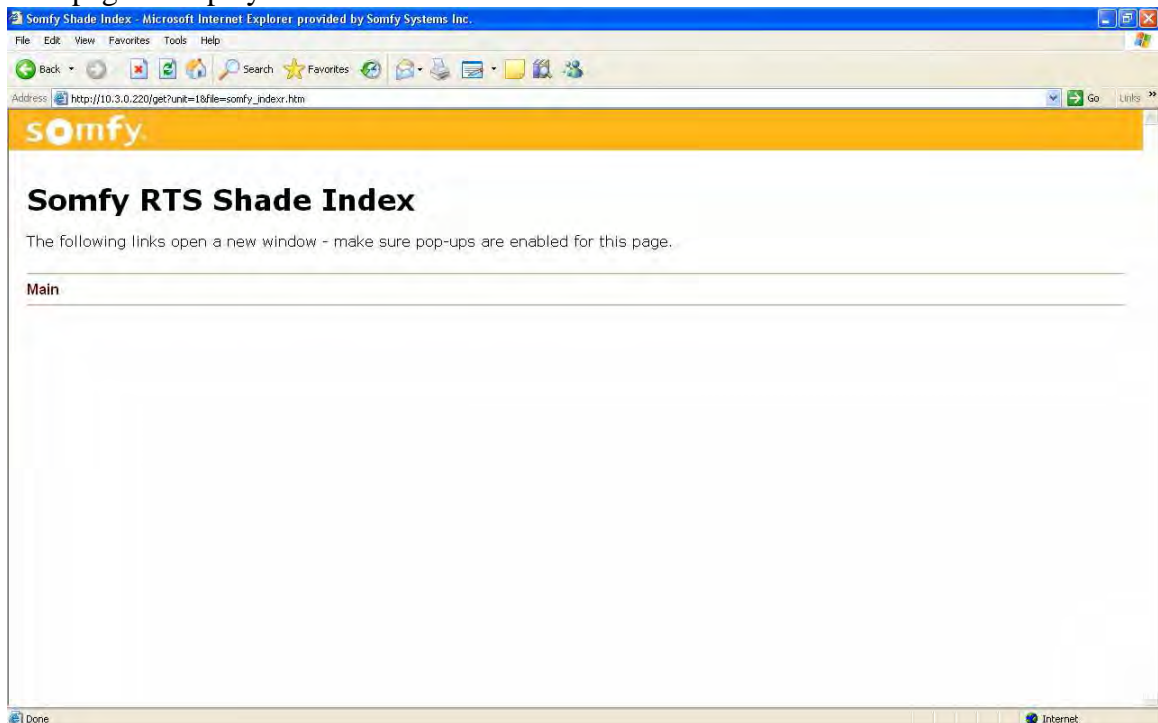 Somfy Shade Index - Microsoft Internet Explorer provided by Somfy Systems Inc.
File Edit View Favorites Tools Help
Back Search Favorites
Address http://10.3.0.220/get?unit=1&file=somfy_indexr.htm Go Links »
somfy.
Somfy RTS Shade Index
The following links open a new window - make sure pop-ups are enabled for this page.
Main
Done Internet